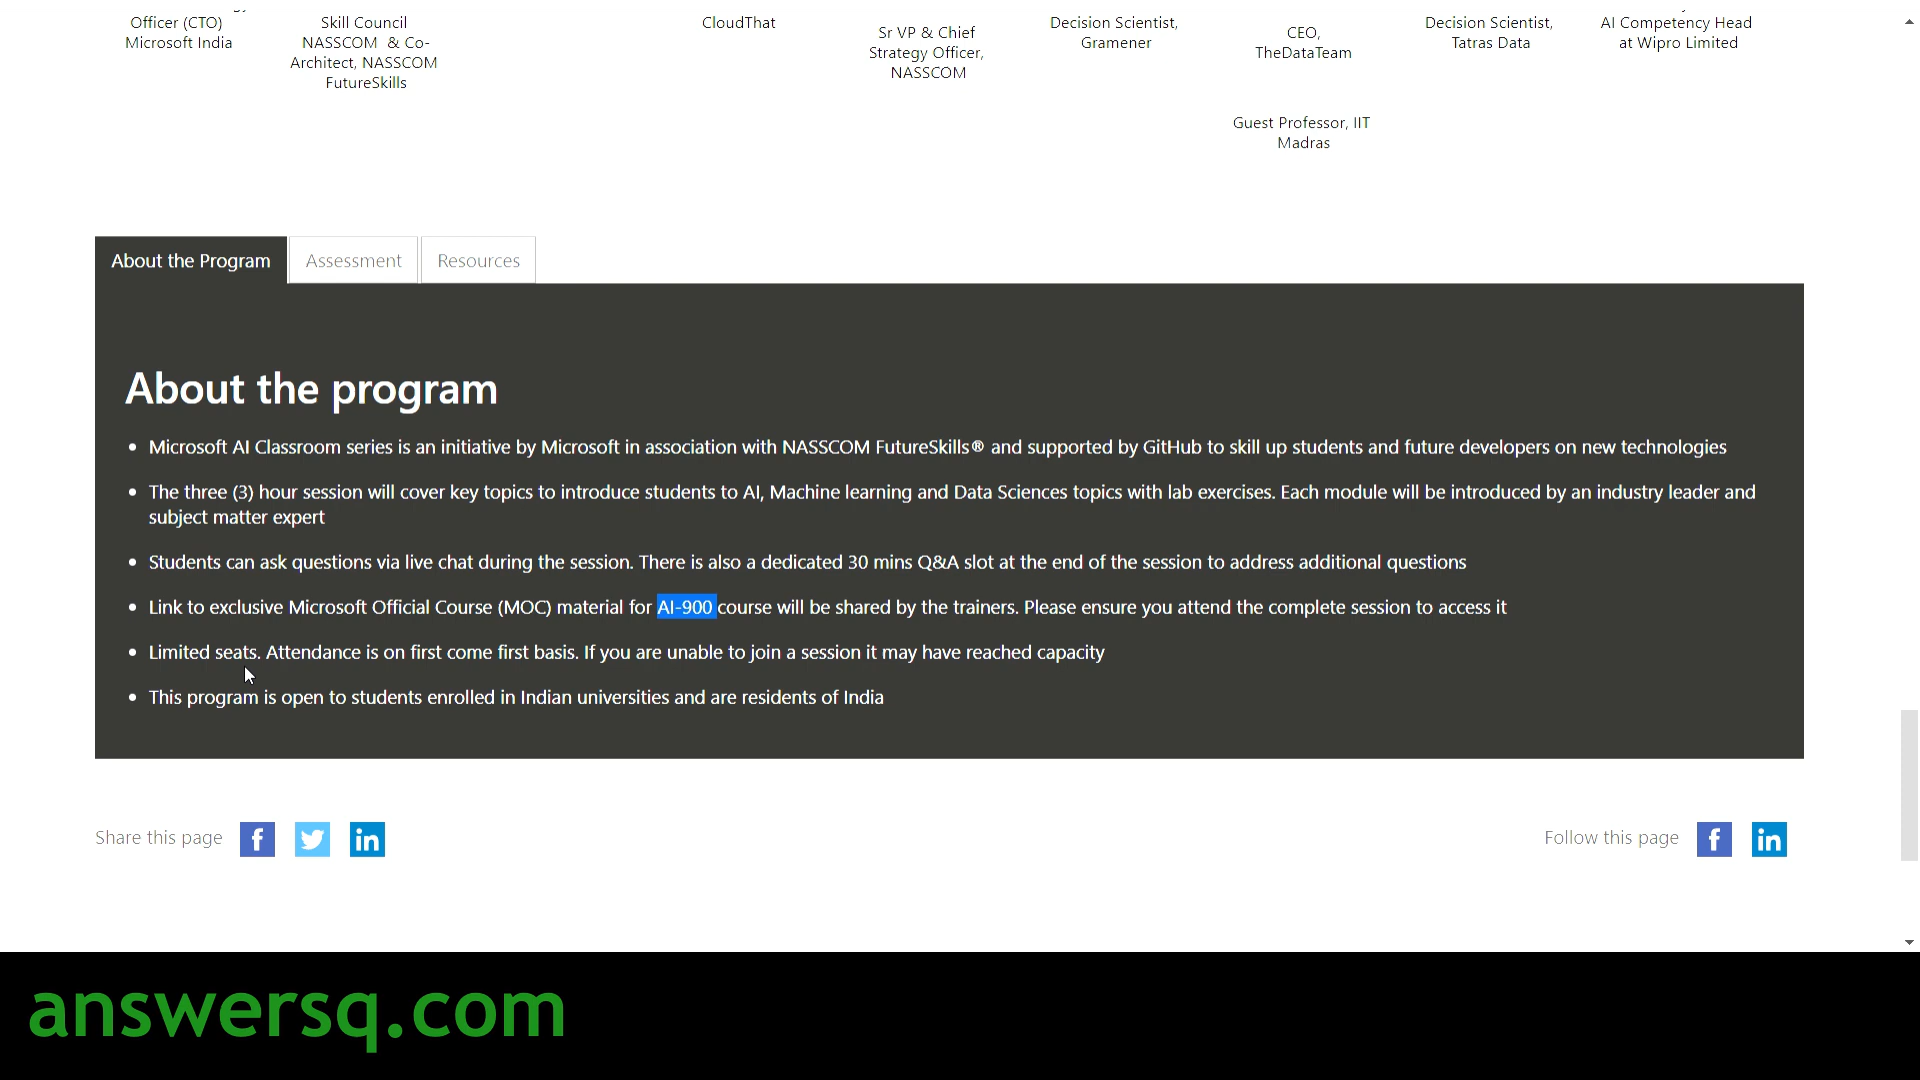 Officer (CTO)
Microsoft India
Skill Council
NASSCOM & Co-
Architect, NASSCOM
FutureSkills
CloudThat
Sr VP & Chief
Strategy Officer,
NASSCOM
Decision Scientist,
Gramener
CEO,
TheDataTeam
Guest Professor, IIT
Madras
Decision Scientist,
Tatras Data
AI Competency Head
at Wipro Limited
About the Program
Assessment
Resources
About the program
• Microsoft AI Classroom series is an initiative by Microsoft in association with NASSCOM FutureSkills® and supported by GitHub to skill up students and future developers on new technologies
• The three (3) hour session will cover key topics to introduce students to AI, Machine learning and Data Sciences topics with lab exercises. Each module will be introduced by an industry leader and
subject matter expert
• Students can ask questions via live chat during the session. There is also a dedicated 30 mins Q&A slot at the end of the session to address additional questions
• Link to exclusive Microsoft Official Course (MOC) material for AI-900 course will be shared by the trainers. Please ensure you attend the complete session to access it
• Limited seats. Attendance is on first come first basis. If you are unable to join a session it may have reached capacity
• This program is open to students enrolled in Indian universities and are residents of India
Share this page
Follow this page
answersq.com